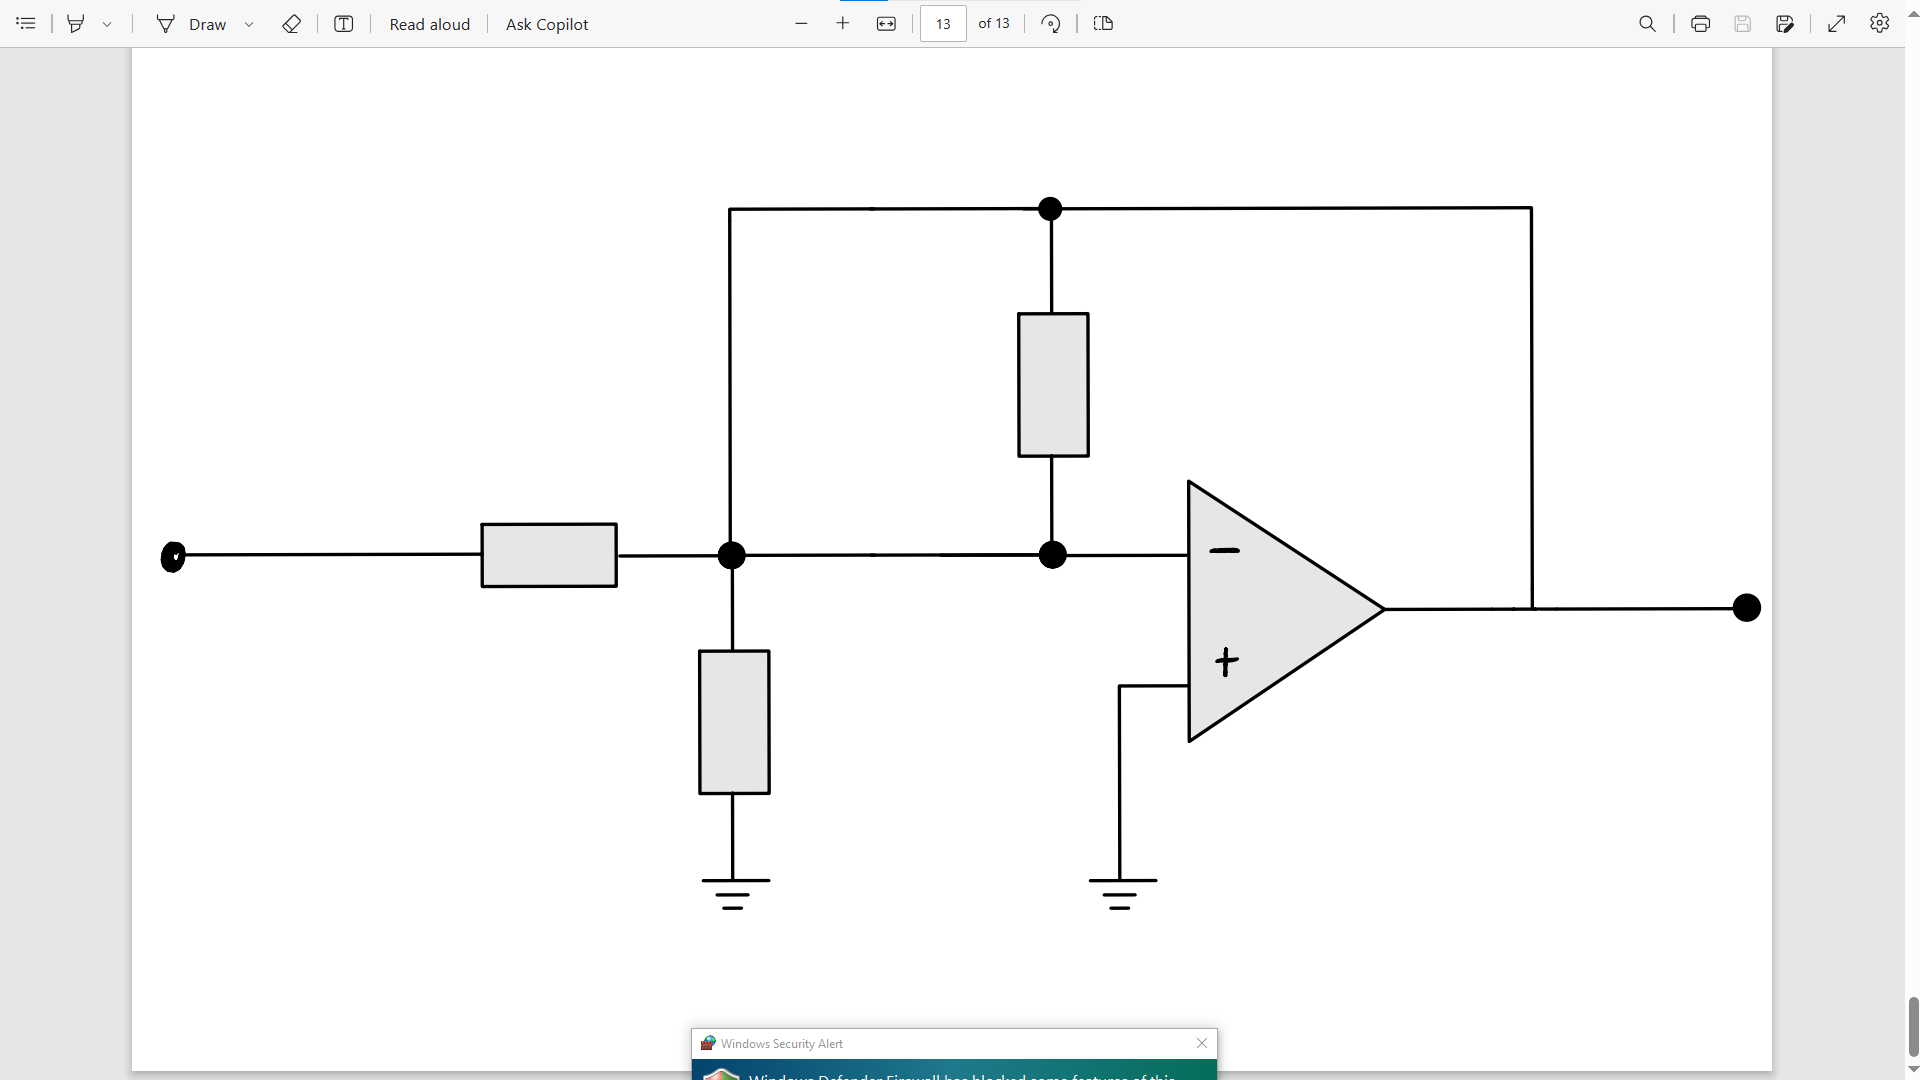 Draw Read aloud Ask Copilot 13 of 13
−
+
Windows Security Alert
Windows Defender Firewall has blocked some features of this